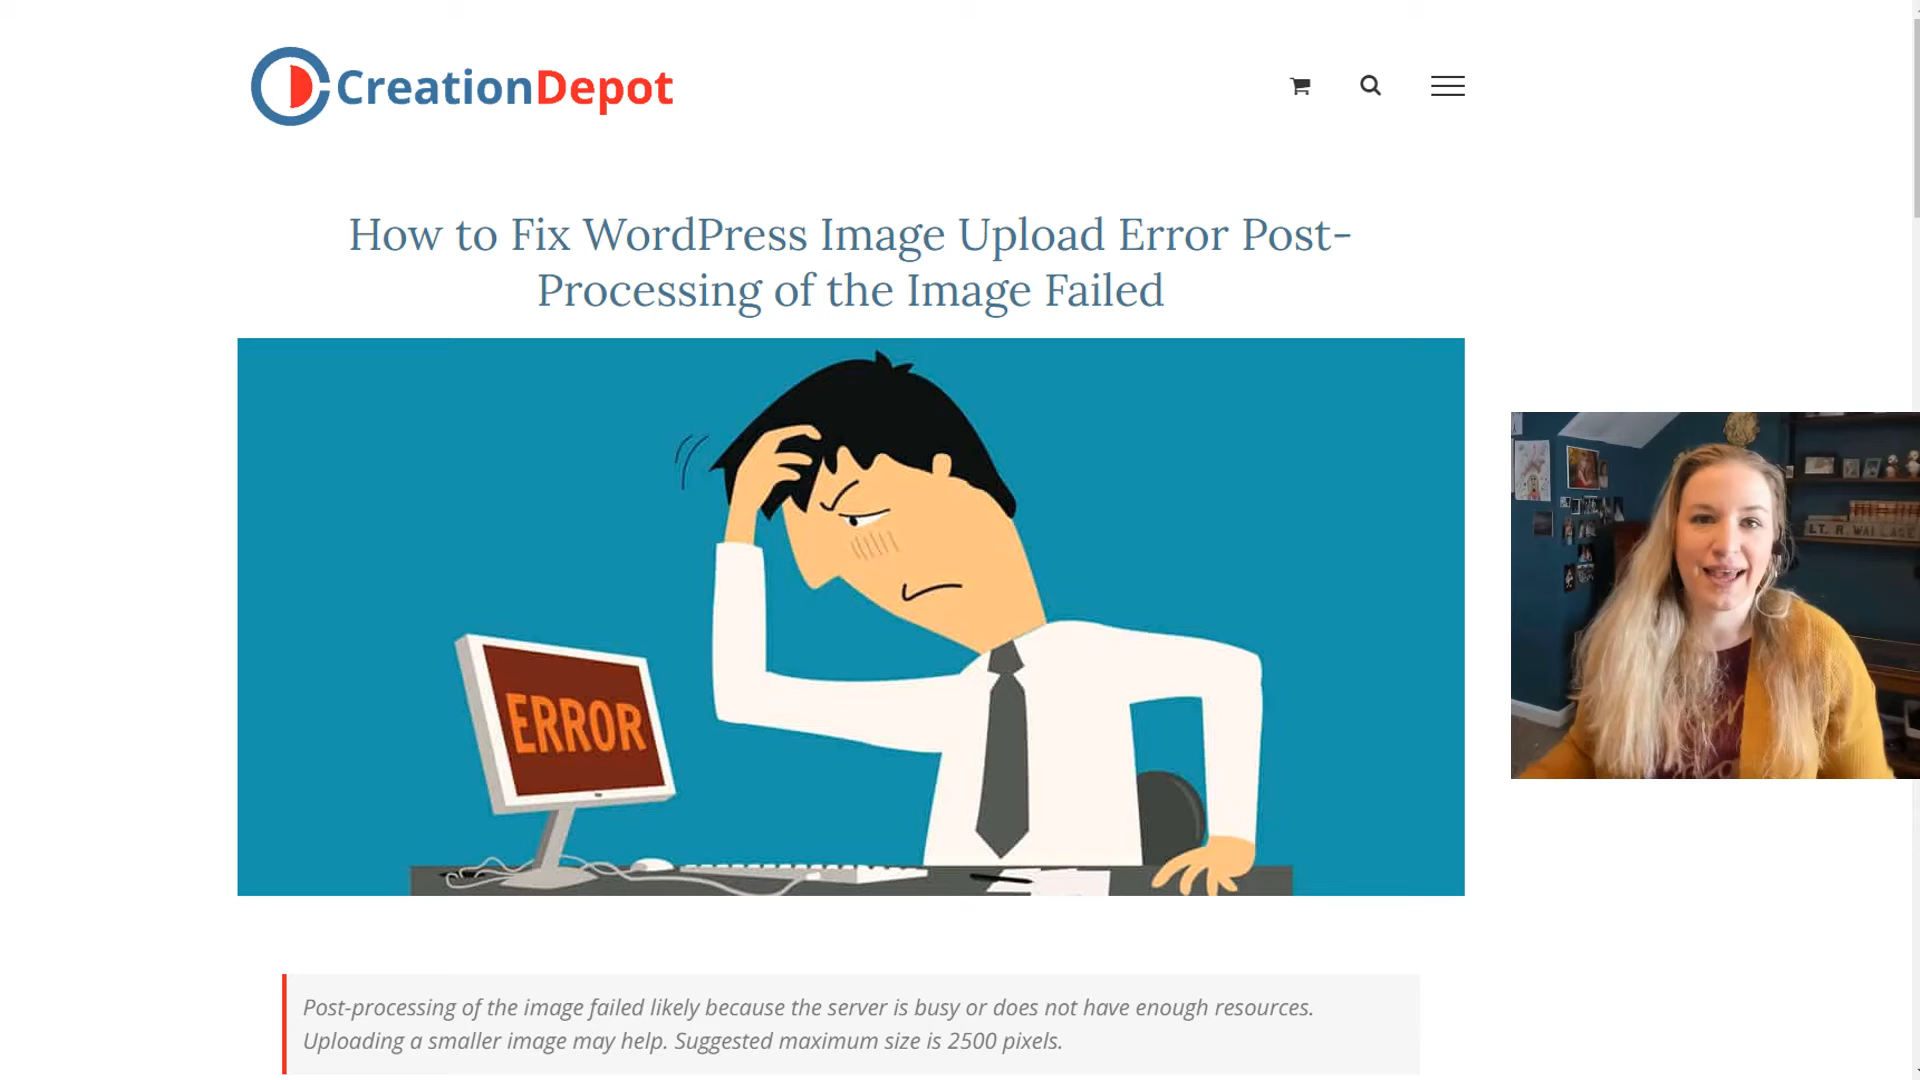 CreationDepot
How to Fix WordPress Image Upload Error Post-
Processing of the Image Failed
ERROR
LT. R WALLACE
Post-processing of the image failed likely because the server is busy or does not have enough resources.
Uploading a smaller image may help. Suggested maximum size is 2500 pixels.